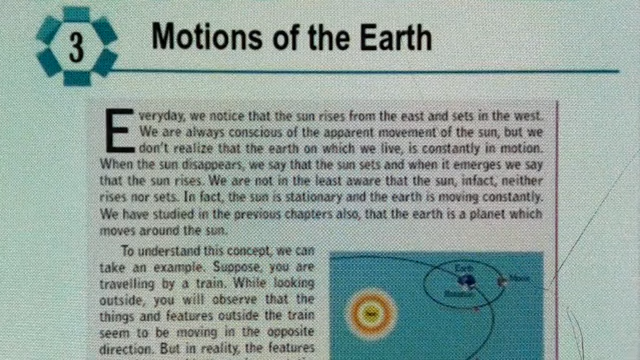 3
Motions of the Earth
Everyday, we notice that the sun rises from the east and sets in the west.
We are always conscious of the apparent movement of the sun, but we
don't realize that the earth on which we live, is constantly in motion.
When the sun disappears, we say that the sun sets and when it emerges we say
that the sun rises. We are not in the least aware that the sun, infact, neither
rises nor sets. In fact, the sun is stationary and the earth is moving constantly.
We have studied in the previous chapters also, that the earth is a planet which
moves around the sun.
To understand this concept, we can
take an example. Suppose, you are
travelling by a train. While looking
outside, you will observe that the
things and features outside the train
seem to be moving in the opposite
direction. But in reality, the features
Earth
Moon
Rotation
Sun